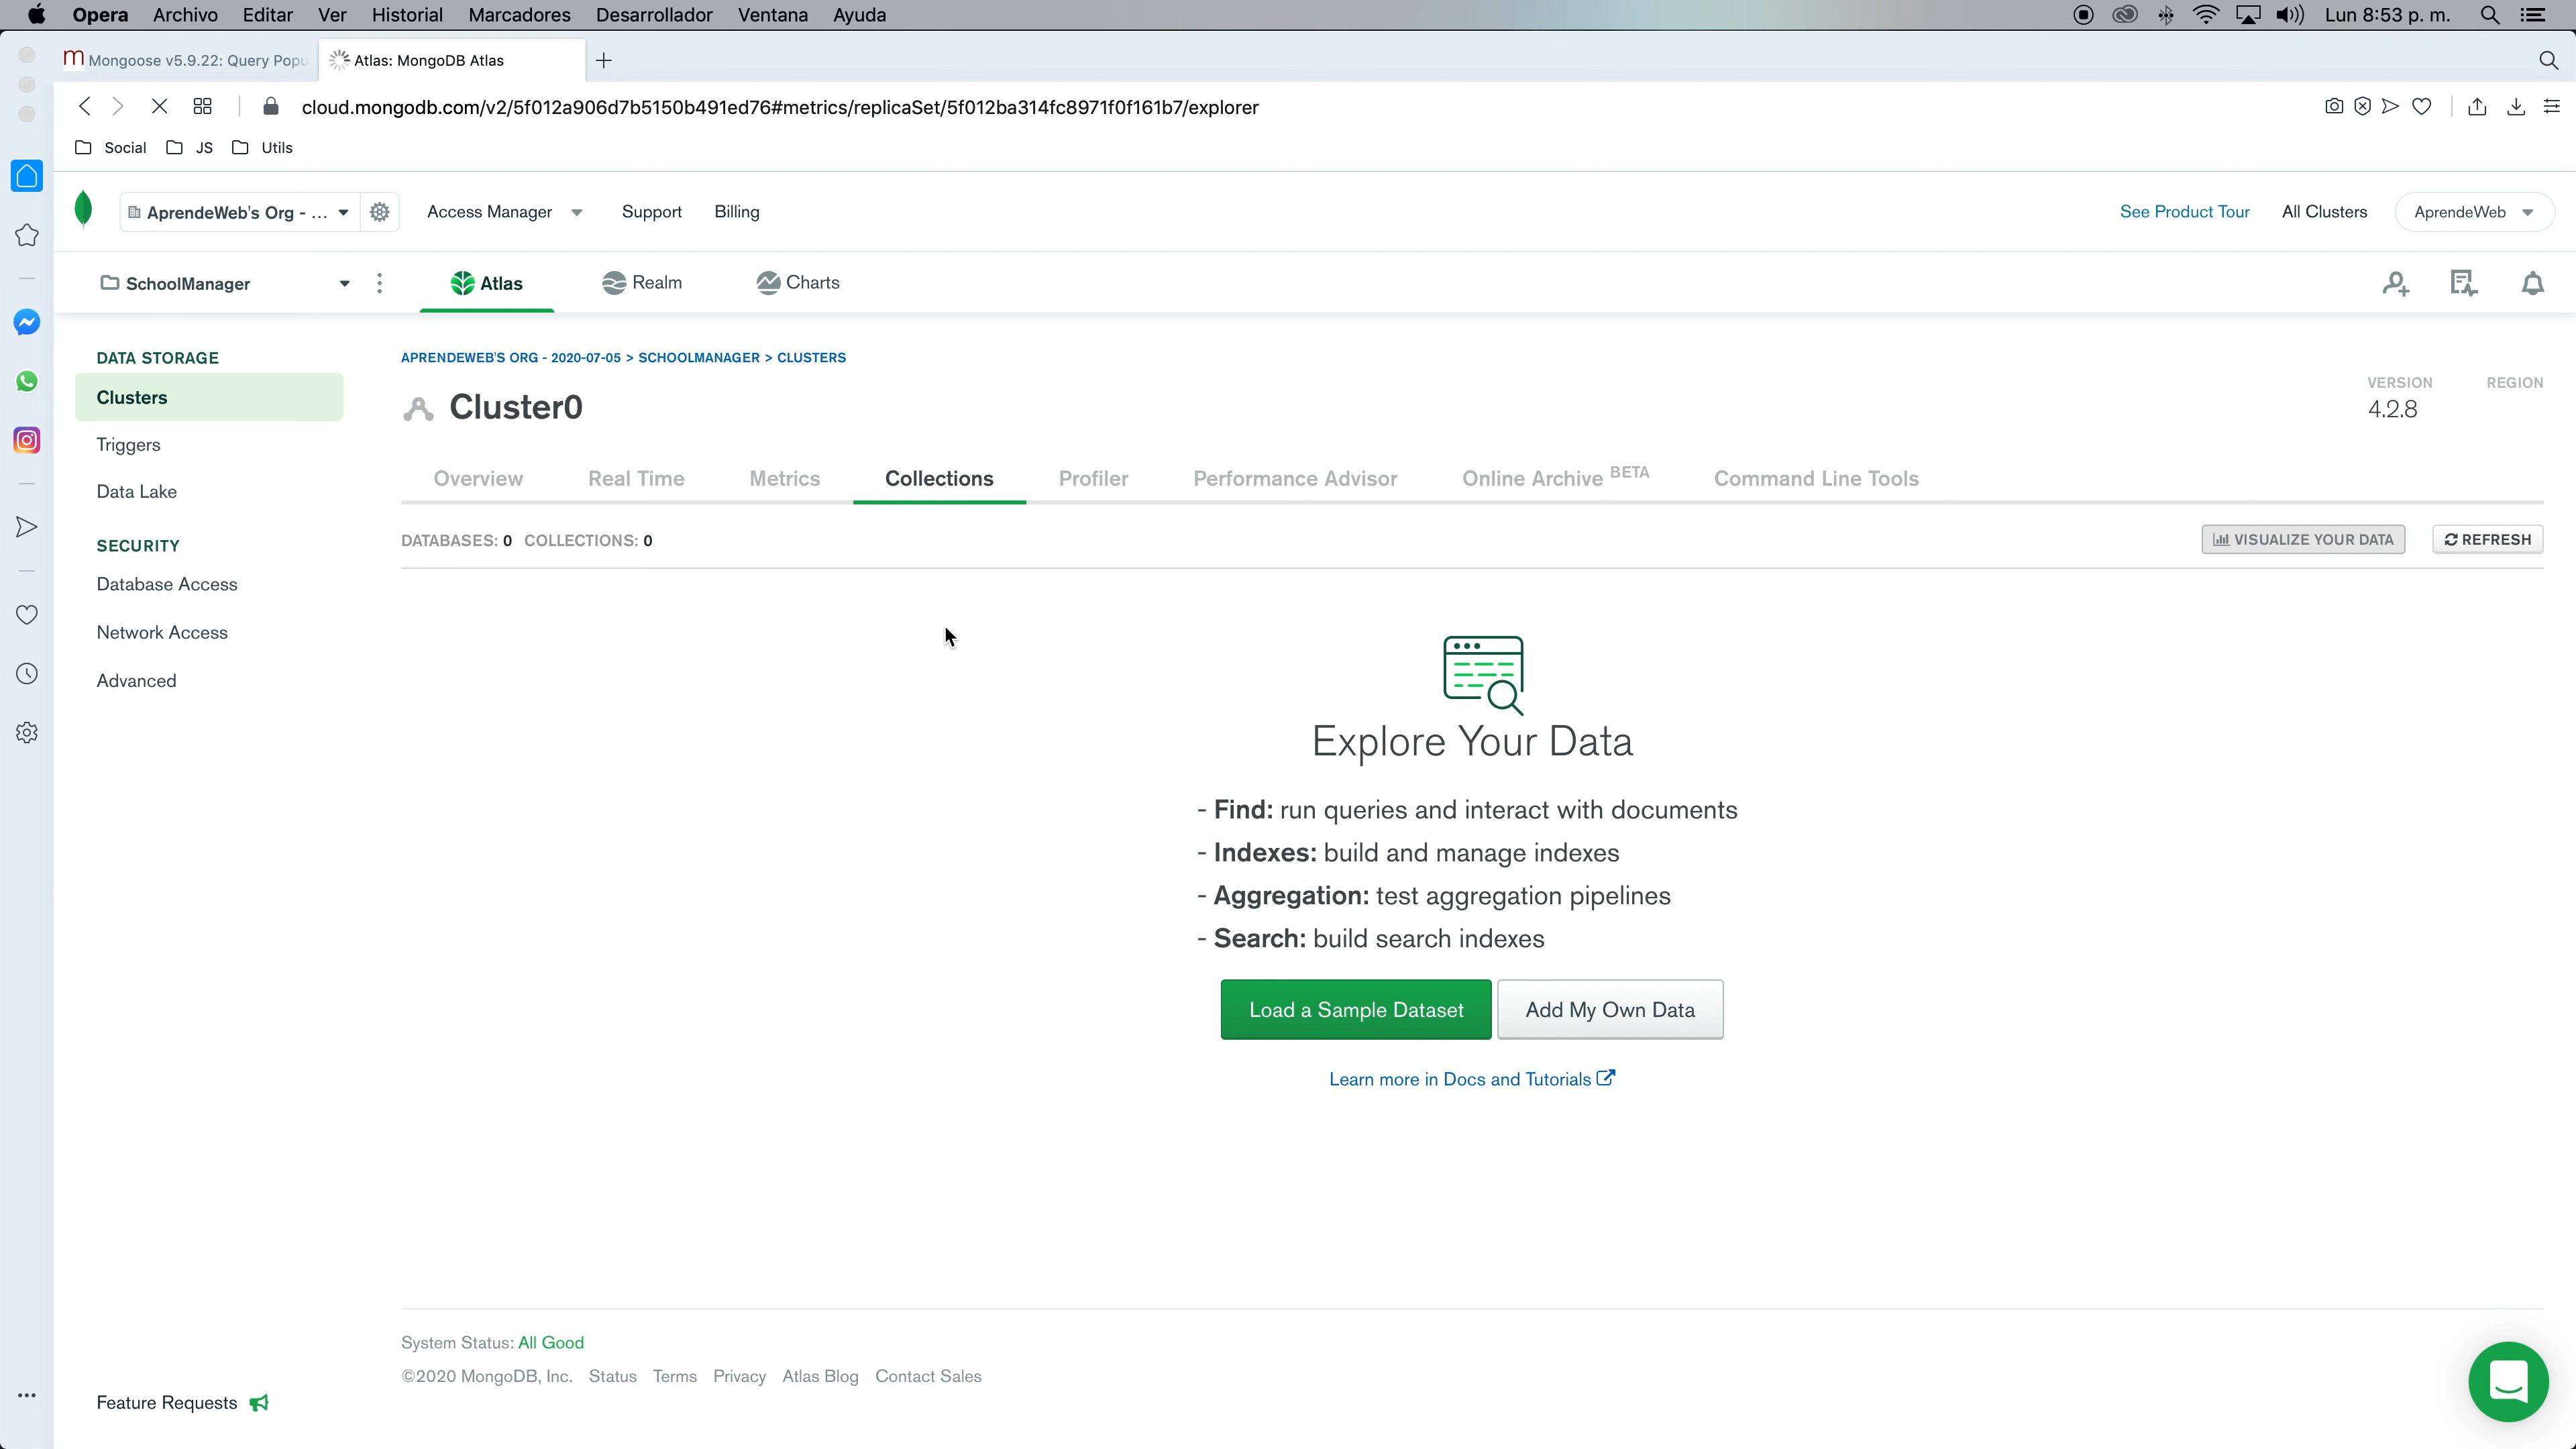 Opera Archivo Editar Ver Historial Marcadores Desarrollador Ventana Ayuda Lun 8:53 p. m.
Mongoose v5.9.22: Query Popu
Atlas: MongoDB Atlas
cloud.mongodb.com/v2/5f012a906d7b5150b491ed76#metrics/replicaSet/5f012ba314fc8971f0f161b7/explorer
Social JS Utils
AprendeWeb's Org - ... Access Manager Support Billing See Product Tour All Clusters AprendeWeb
SchoolManager Atlas Realm Charts
DATA STORAGE
Clusters
Triggers
Data Lake
SECURITY
Database Access
Network Access
Advanced
Feature Requests
APRENDEWEB'S ORG - 2020-07-05 > SCHOOLMANAGER > CLUSTERS
Cluster0
VERSION REGION
4.2.8
Overview Real Time Metrics Collections Profiler Performance Advisor Online Archive BETA Command Line Tools
DATABASES: 0 COLLECTIONS: 0 VISUALIZE YOUR DATA REFRESH
Explore Your Data
- Find: run queries and interact with documents
- Indexes: build and manage indexes
- Aggregation: test aggregation pipelines
- Search: build search indexes
Load a Sample Dataset Add My Own Data
Learn more in Docs and Tutorials
System Status: All Good
©2020 MongoDB, Inc. Status Terms Privacy Atlas Blog Contact Sales